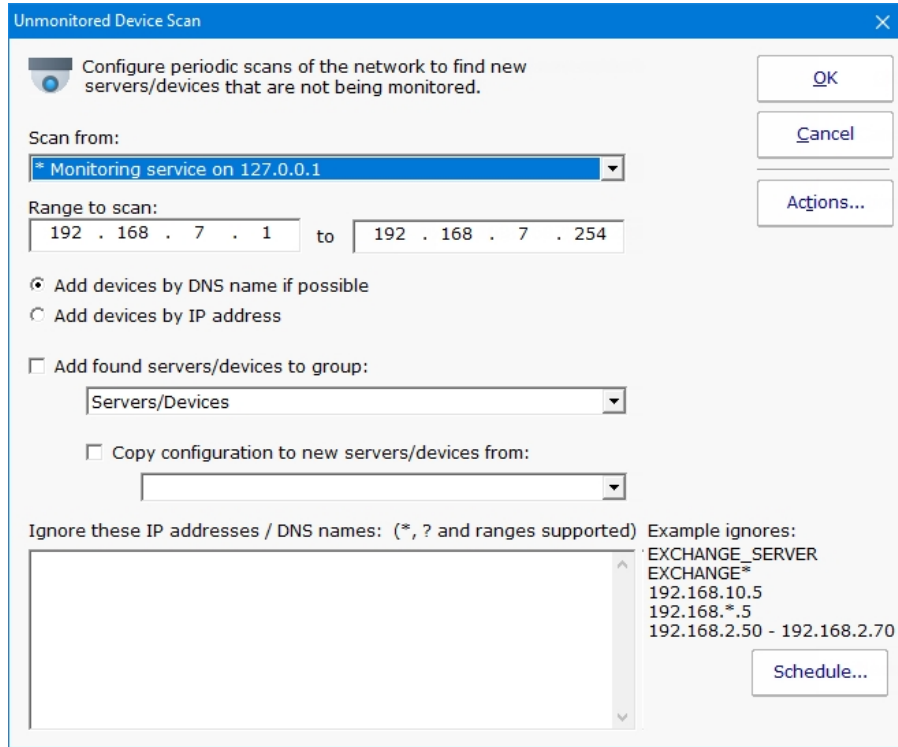 Unmonitored Device Scan
Configure periodic scans of the network to find new
servers/devices that are not being monitored.
OK
Cancel
Actions...
Scan from:
* Monitoring service on 127.0.0.1
Range to scan:
192 . 168 . 7 . 1 to 192 . 168 . 7 . 254
Add devices by DNS name if possible
Add devices by IP address
Add found servers/devices to group:
Servers/Devices
Copy configuration to new servers/devices from:
Ignore these IP addresses / DNS names: (*, ? and ranges supported)
Example ignores:
EXCHANGE_SERVER
EXCHANGE*
192.168.10.5
192.168.*.5
192.168.2.50 - 192.168.2.70
Schedule...